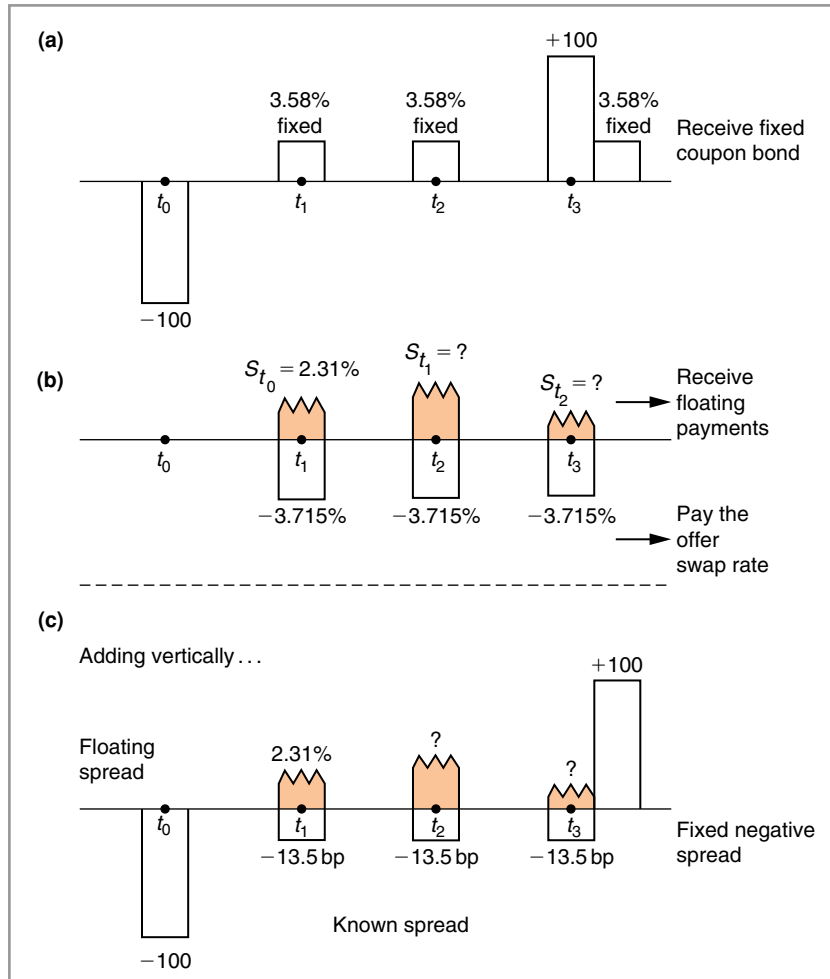 (a)
+100
3.58%
fixed
3.58%
fixed
3.58%
fixed
Receive fixed
coupon bond
t0
t1
t2
t3
−100
(b)
St0 = 2.31%
St1 = ?
St2 = ?
Receive
floating
payments
t0
t1
t2
t3
−3.715%
−3.715%
−3.715%
Pay the
offer
swap rate
(c)
Adding vertically . . .
+100
Floating
spread
2.31%
?
?
t0
t1
t2
t3
Fixed negative
spread
−13.5 bp
−13.5 bp
−13.5 bp
Known spread
−100